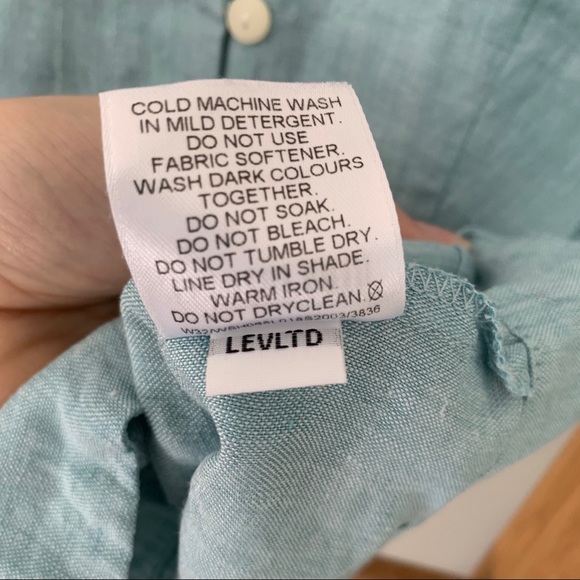 COLD MACHINE WASH
IN MILD DETERGENT.
DO NOT USE
FABRIC SOFTENER.
WASH DARK COLOURS
TOGETHER.
DO NOT SOAK.
DO NOT BLEACH.
DO NOT TUMBLE DRY.
LINE DRY IN SHADE.
WARM IRON.
DO NOT DRYCLEAN.
LEVLTD